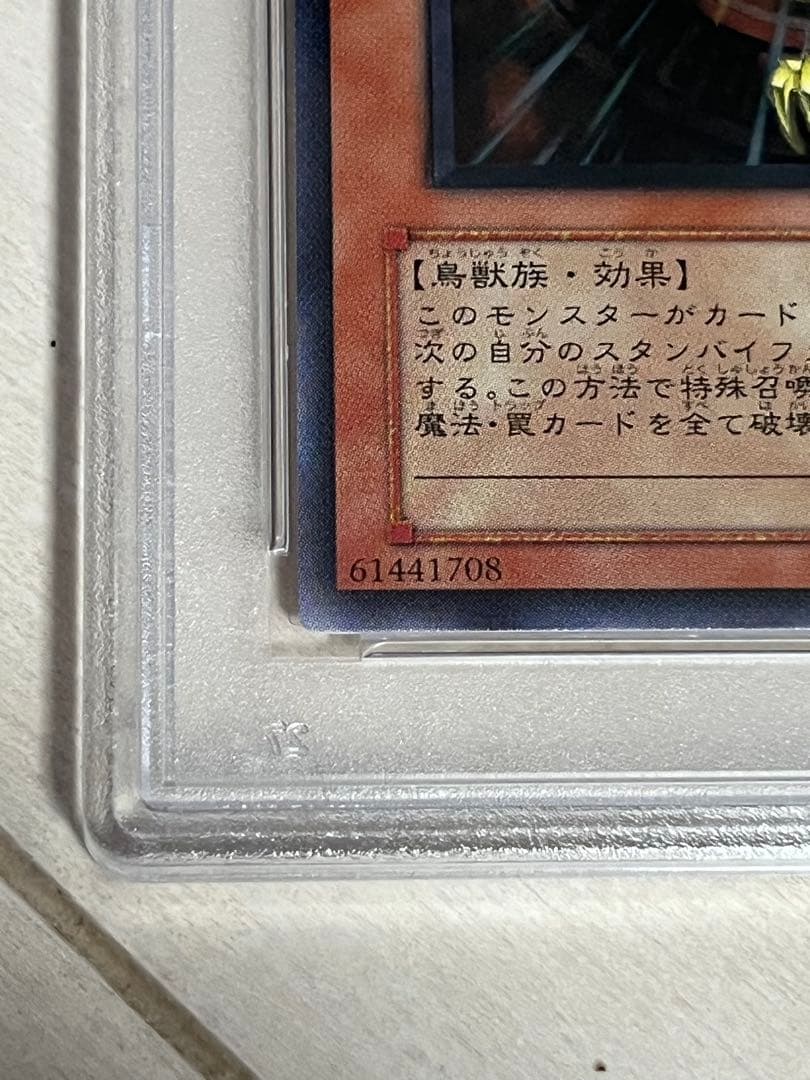 【鳥獣族・効果】
このモンスターがカード
次の自分のスタンバイフ
する。この方法で特殊召喚
魔法・罠カードを全て破壊
61441708